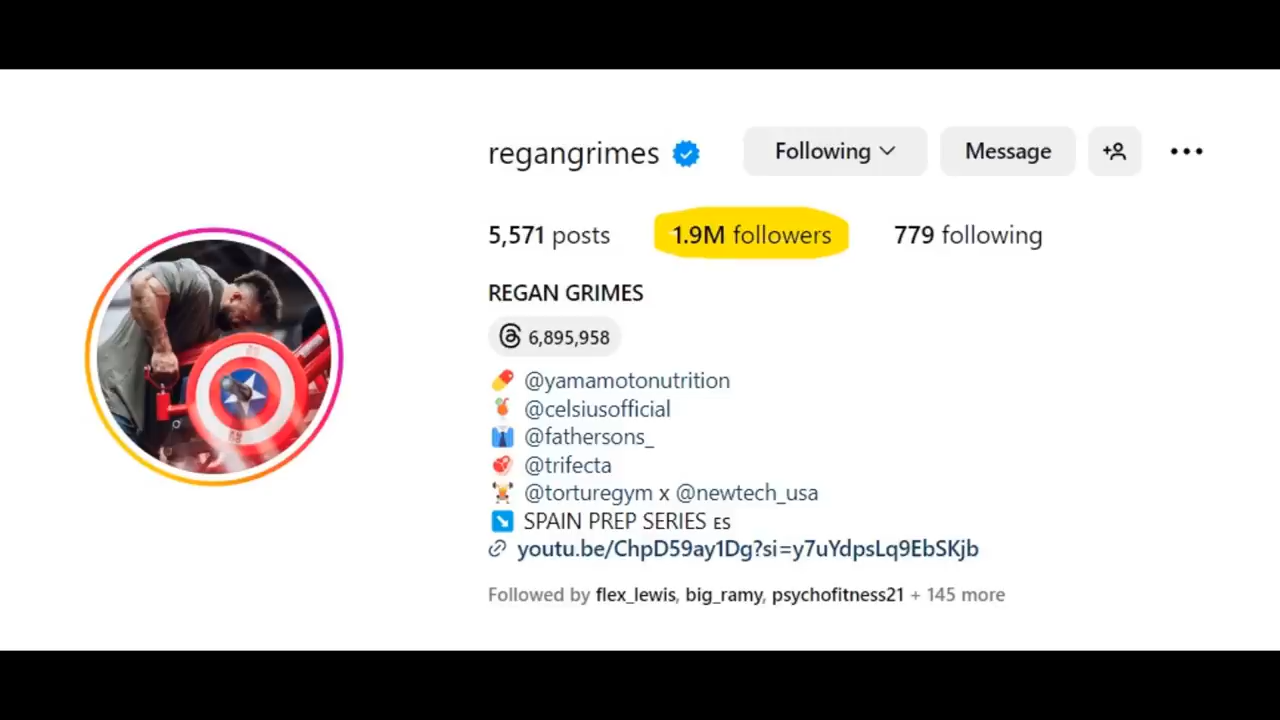 regangrimes Following Message
5,571 posts 1.9M followers 779 following
REGAN GRIMES
6,895,958
@yamamotonutrition
@celsiusofficial
@fathersons_
@trifecta
@torturegym x @newtech_usa
SPAIN PREP SERIES ES
youtu.be/ChpD59ay1Dg?si=y7uYdpsLq9EbSKjb
Followed by flex_lewis, big_ramy, psychofitness21 + 145 more